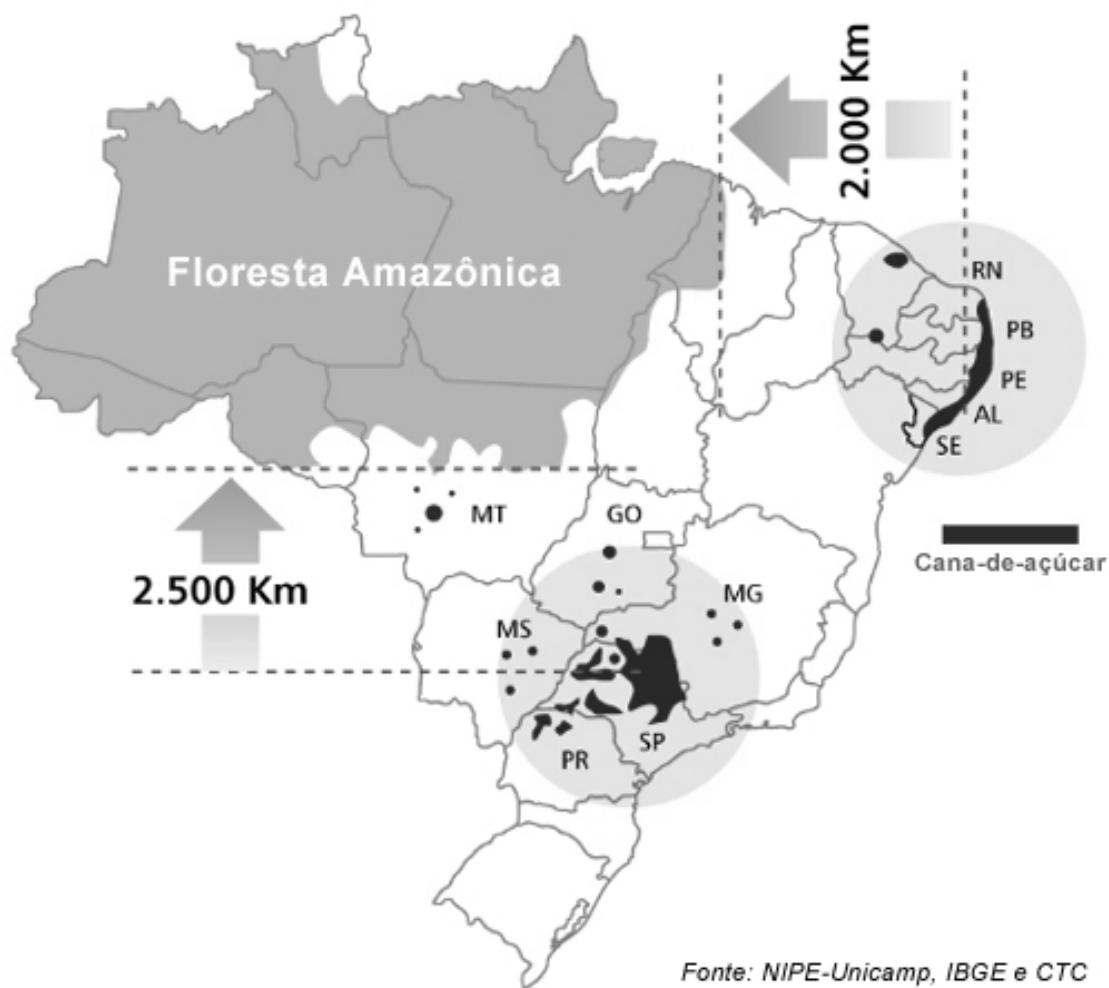 2.000 Km
Floresta Amazônica
RN
PB
PE
AL
SE
MT
GO
Cana-de-açúcar
2.500 Km
MG
MS
SP
PR
Fonte: NIPE-Unicamp, IBGE e CTC